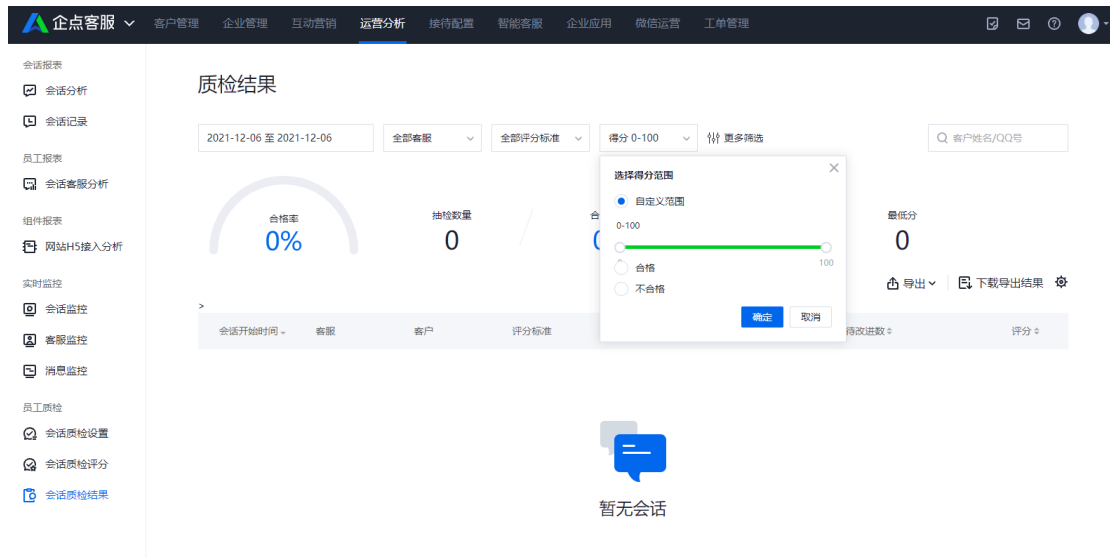 企点客服
客户管理 企业管理 互动营销 运营分析 接待配置 智能客服 企业应用 微信运营 工单管理
会话报表
会话分析
会话记录
员工报表
会话客服分析
组件报表
网站H5接入分析
实时监控
会话监控
客服监控
消息监控
员工质检
会话质检设置
会话质检评分
会话质检结果
质检结果
2021-12-06 至 2021-12-06 全部客服 全部评分标准 得分 0-100 更多筛选 客户姓名/QQ号
选择得分范围
自定义范围
0-100
100
合格
不合格
确定 取消
合格率
0%
抽检数量
0
合
最低分
0
导出 下载导出结果
>
会话开始时间 客服 客户 评分标准 待改进数 评分
暂无会话